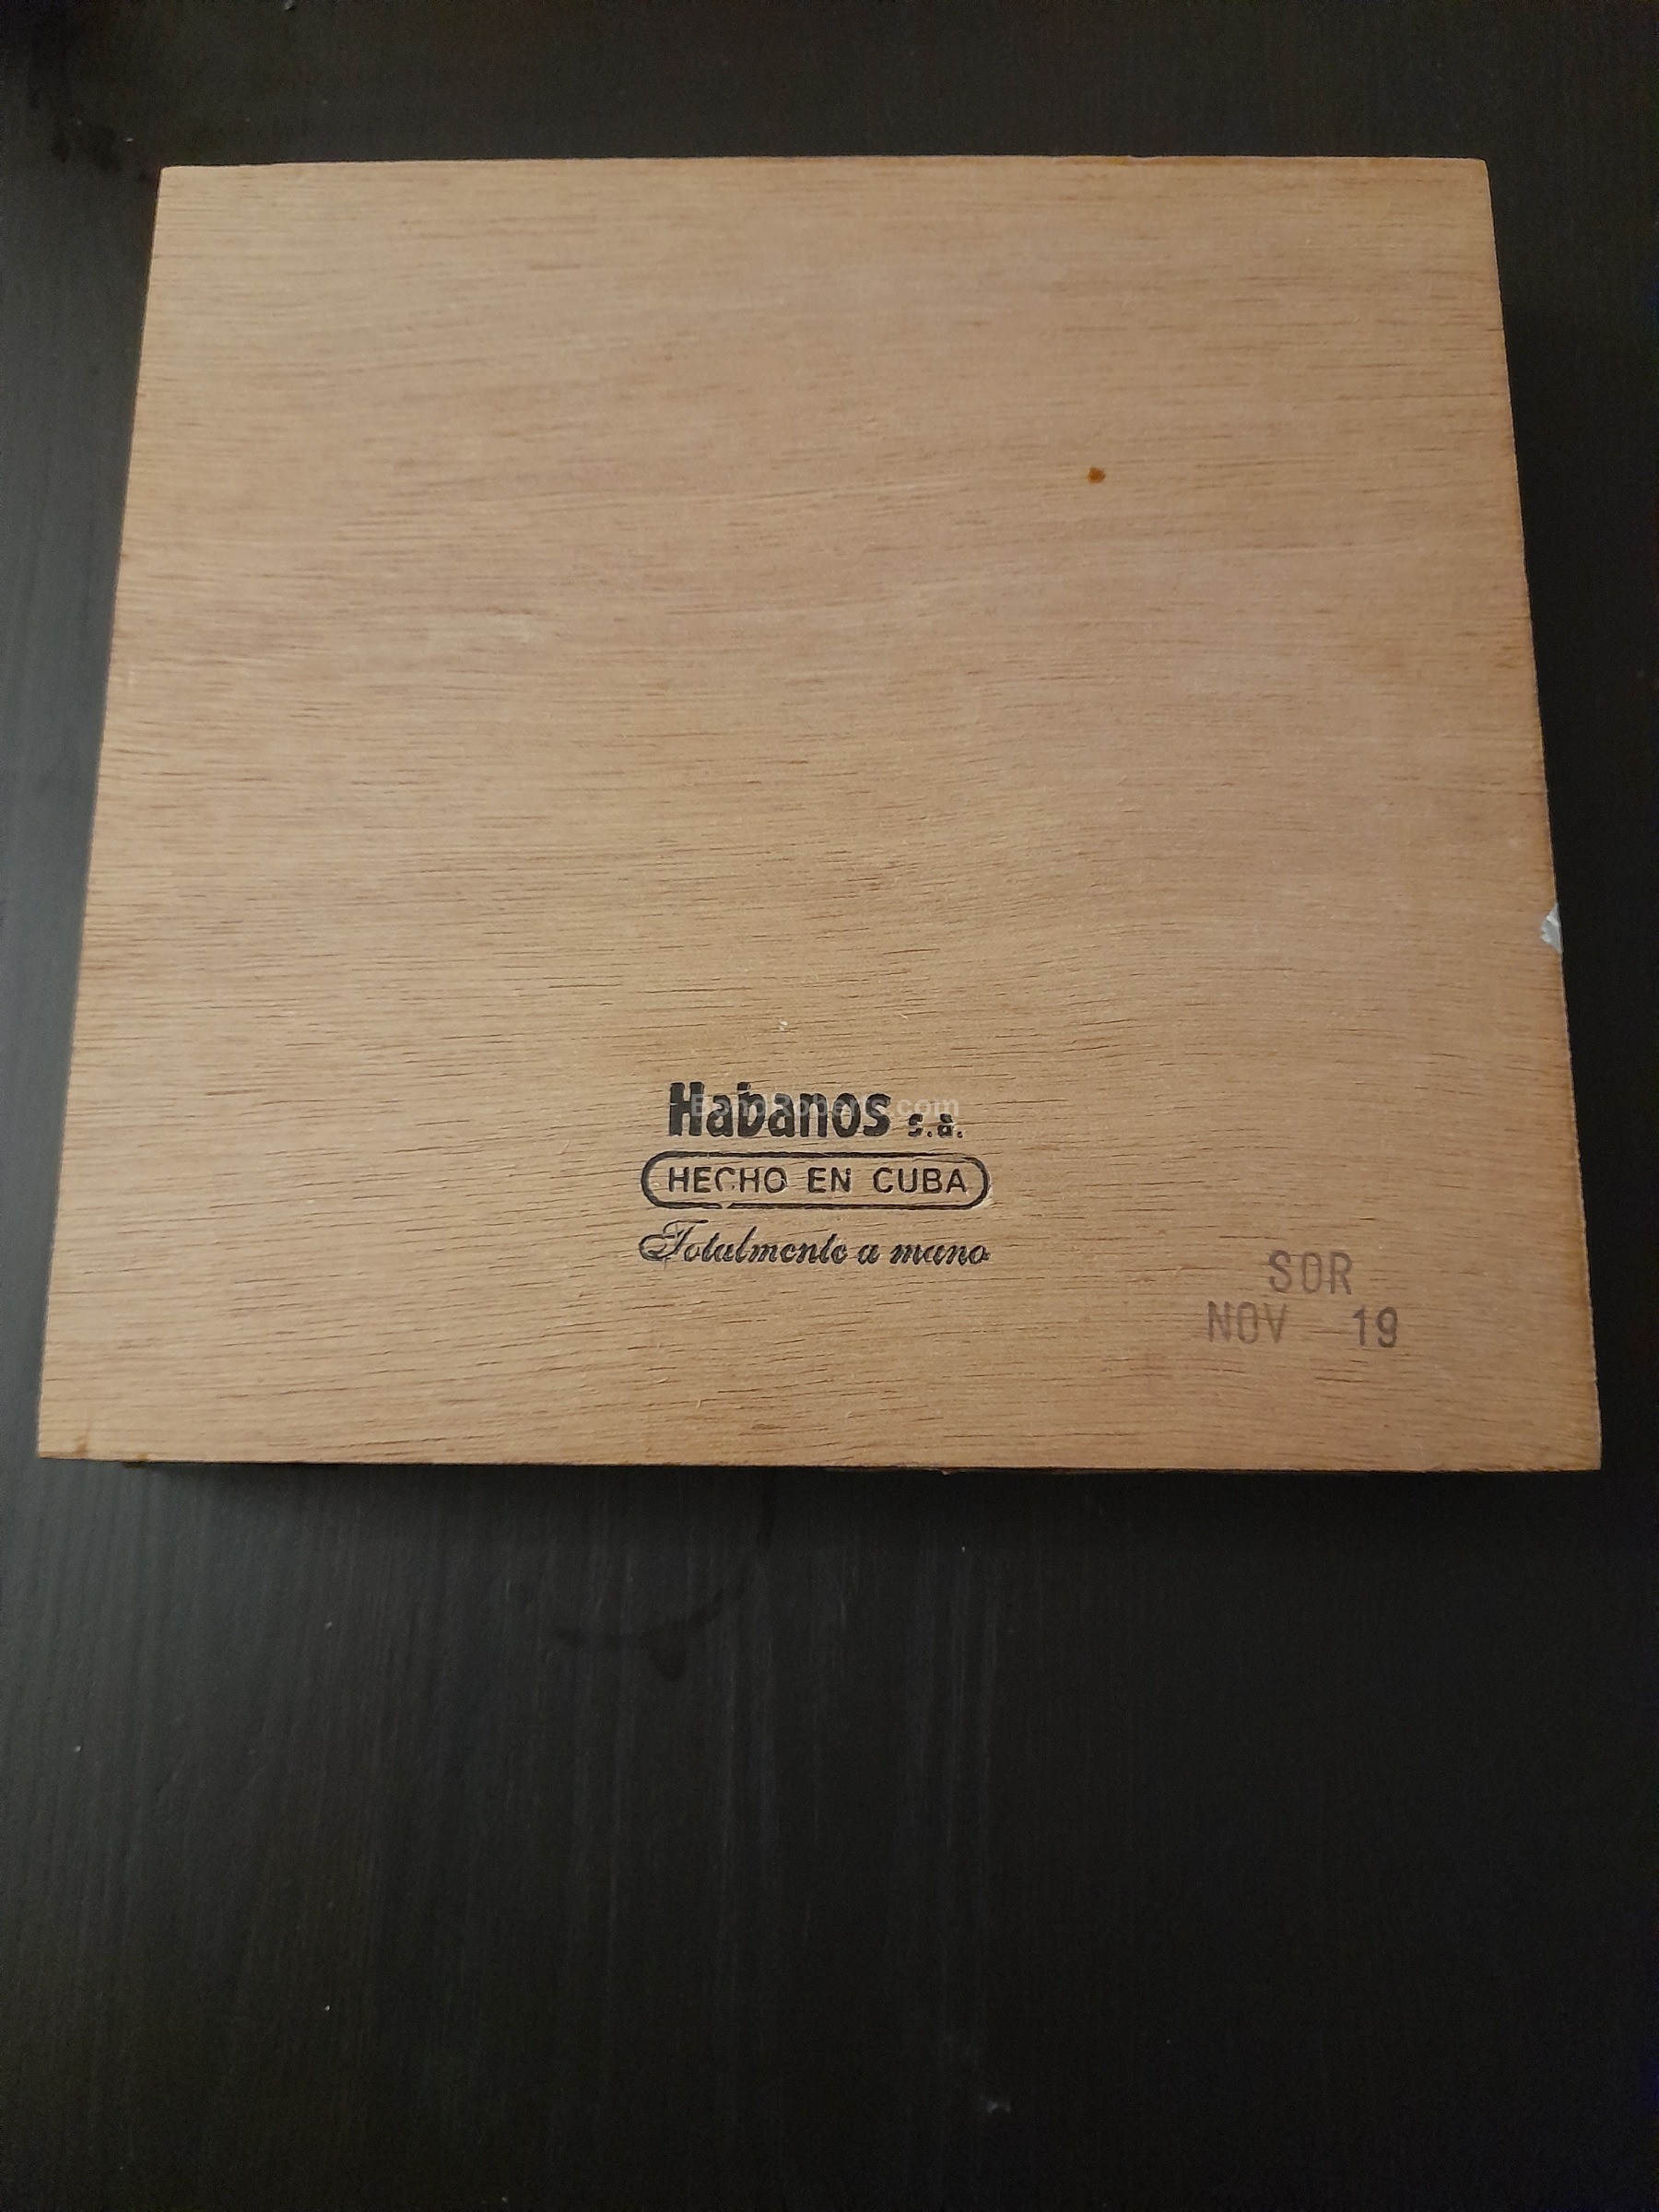 Habanos s.a.
HECHO EN CUBA
Totalmente a mano
SOR
NOV 19